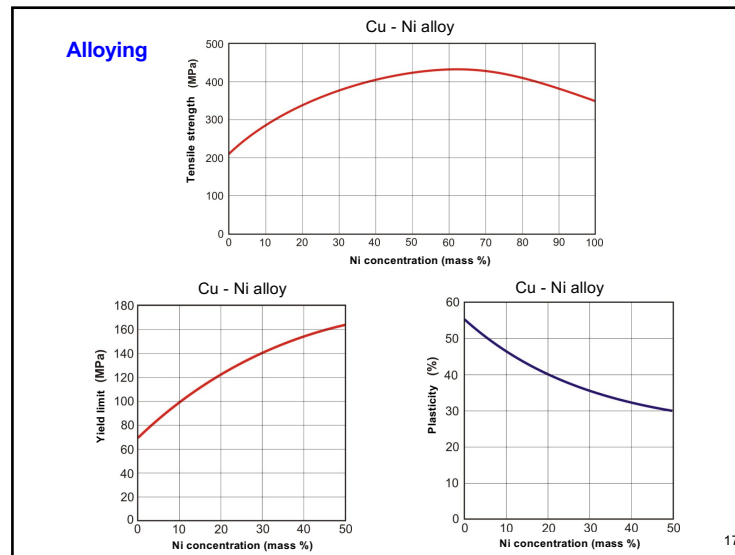 Alloying
Cu - Ni alloy
Tensile strength (MPa)
500
400
300
200
100
0
0 10 20 30 40 50 60 70 80 90 100
Ni concentration (mass %)
Cu - Ni alloy
Yield limit (MPa)
180
160
140
120
100
80
60
40
20
0
0 10 20 30 40 50
Ni concentration (mass %)
Cu - Ni alloy
Plasticity (%)
60
50
40
30
20
10
0
0 10 20 30 40 50
Ni concentration (mass %)
17